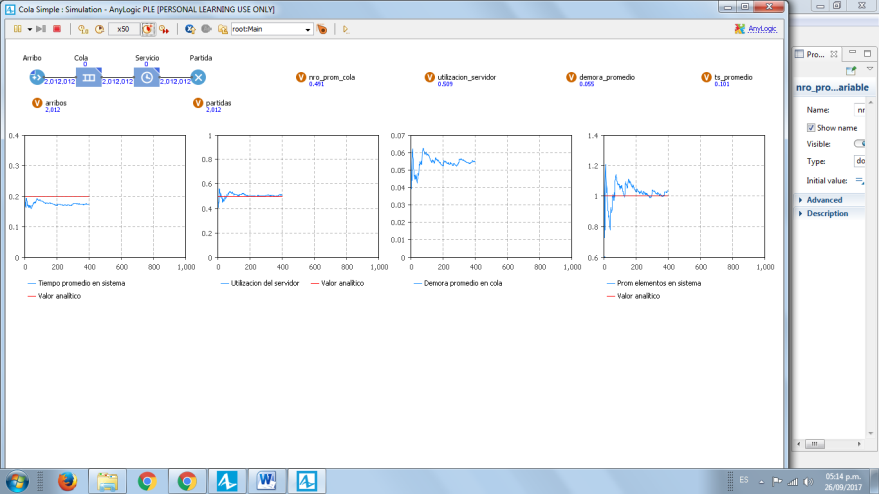 Cola Simple : Simulation - AnyLogic PLE [PERSONAL LEARNING USE ONLY]
x50
root:Main
AnyLogic
Arribo
Cola
Servicio
Partida
0
0
2,012,012
2,012,012
2,012,012
nro_prom_cola
0.491
utilizacion_servidor
0.509
demora_promedio
0.055
ts_promedio
0.101
arribos
2,012
partidas
2,012
0.4
0.3
0.2
0.1
0
0
200
400
600
800
1,000
Tiempo promedio en sistema
Valor analítico
1
0.8
0.6
0.4
0.2
0
0
200
400
600
800
1,000
Utilizacion del servidor
Valor analítico
0.07
0.06
0.05
0.04
0.03
0.02
0.01
0
0
200
400
600
800
1,000
Demora promedio en cola
1.4
1.2
1
0.8
0.6
0
200
400
600
800
1,000
Prom elementos en sistema
Valor analítico
Pro...
nro_pro...ariable
Name:
Show name
Visible:
Type:
Initial value:
Advanced
Description
ES
05:14 p.m.
26/09/2017